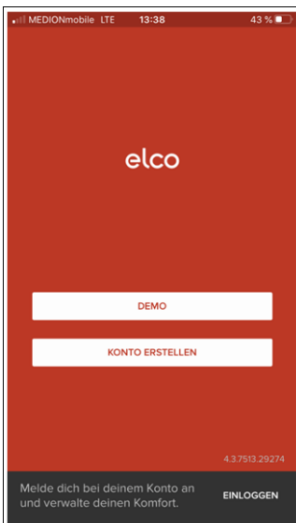 MEDIONmobile LTE 13:38 43 %
elco
DEMO
KONTO ERSTELLEN
4.3.7513.29274
Melde dich bei deinem Konto an
und verwalte deinen Komfort.
EINLOGGEN